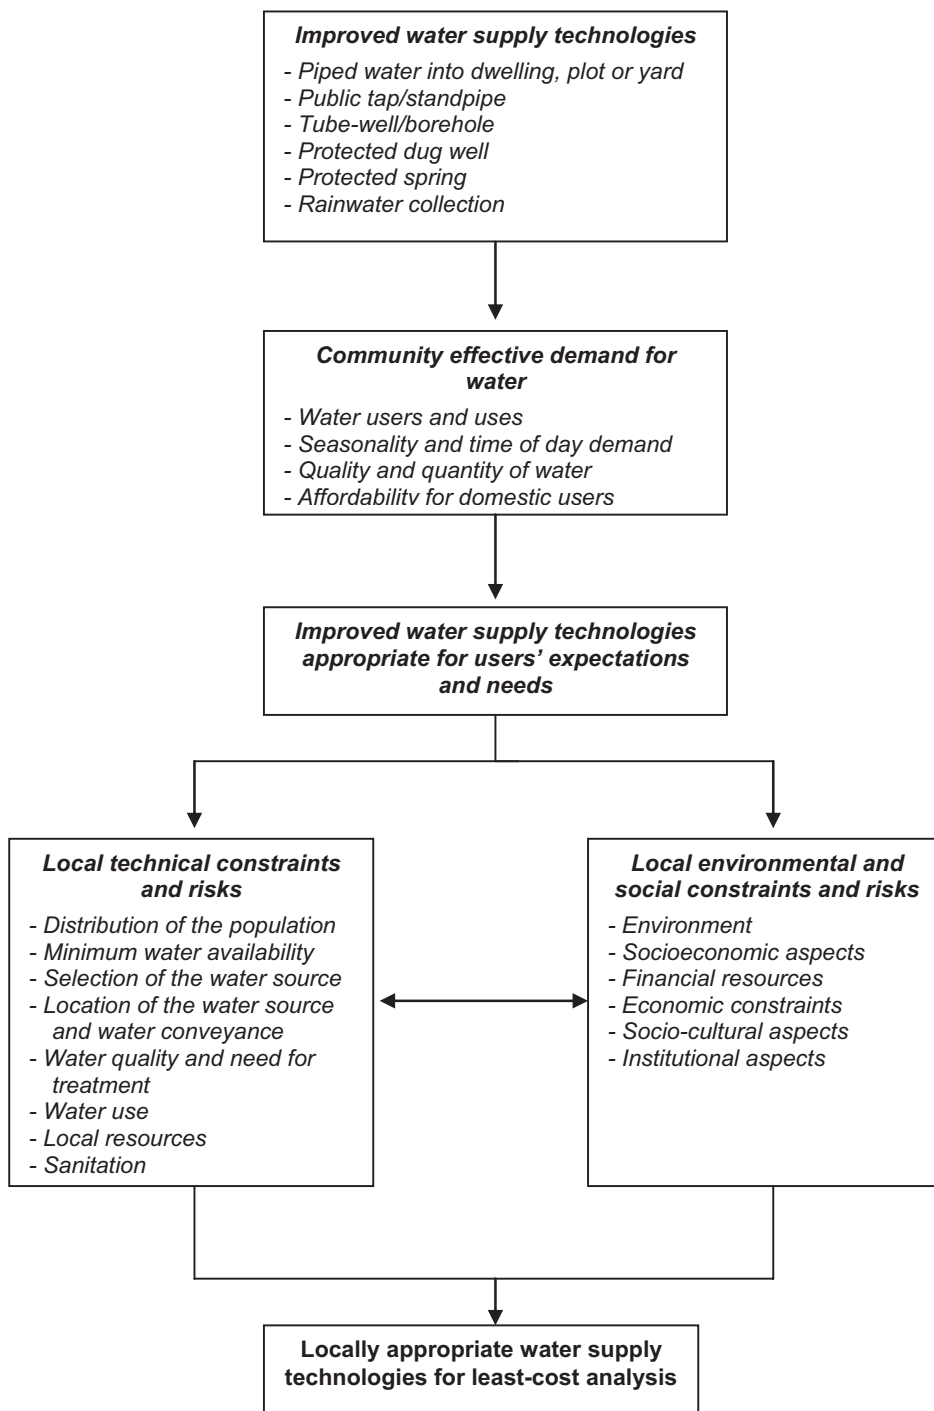 Improved water supply technologies
- Piped water into dwelling, plot or yard
- Public tap/standpipe
- Tube-well/borehole
- Protected dug well
- Protected spring
- Rainwater collection
Community effective demand for
water
- Water users and uses
- Seasonality and time of day demand
- Quality and quantity of water
- Affordability for domestic users
Improved water supply technologies
appropriate for users’ expectations
and needs
Local technical constraints
and risks
- Distribution of the population
- Minimum water availability
- Selection of the water source
- Location of the water source
and water conveyance
- Water quality and need for
treatment
- Water use
- Local resources
- Sanitation
Local environmental and
social constraints and risks
- Environment
- Socioeconomic aspects
- Financial resources
- Economic constraints
- Socio-cultural aspects
- Institutional aspects
Locally appropriate water supply
technologies for least-cost analysis